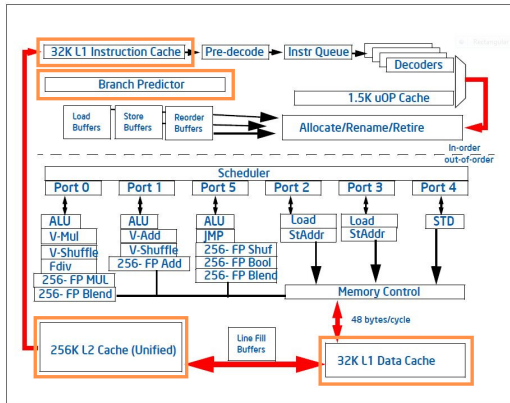 32K L1 Instruction Cache
Pre-decode
Instr Queue
Decoders
Branch Predictor
1.5K uOP Cache
Load
Buffers
Store
Buffers
Reorder
Buffers
Allocate/Rename/Retire
In-order
out-of-order
Scheduler
Port 0
Port 1
Port 5
Port 2
Port 3
Port 4
ALU
V-Mul
V-Shuffle
Fdiv
256- FP MUL
256- FP Blend
ALU
V-Add
V-Shuffle
256- FP Add
ALU
JMP
256- FP Shuf
256- FP Bool
256- FP Blend
Load
StAddr
Load
StAddr
STD
Memory Control
48 bytes/cycle
256K L2 Cache (Unified)
Line Fill
Buffers
32K L1 Data Cache